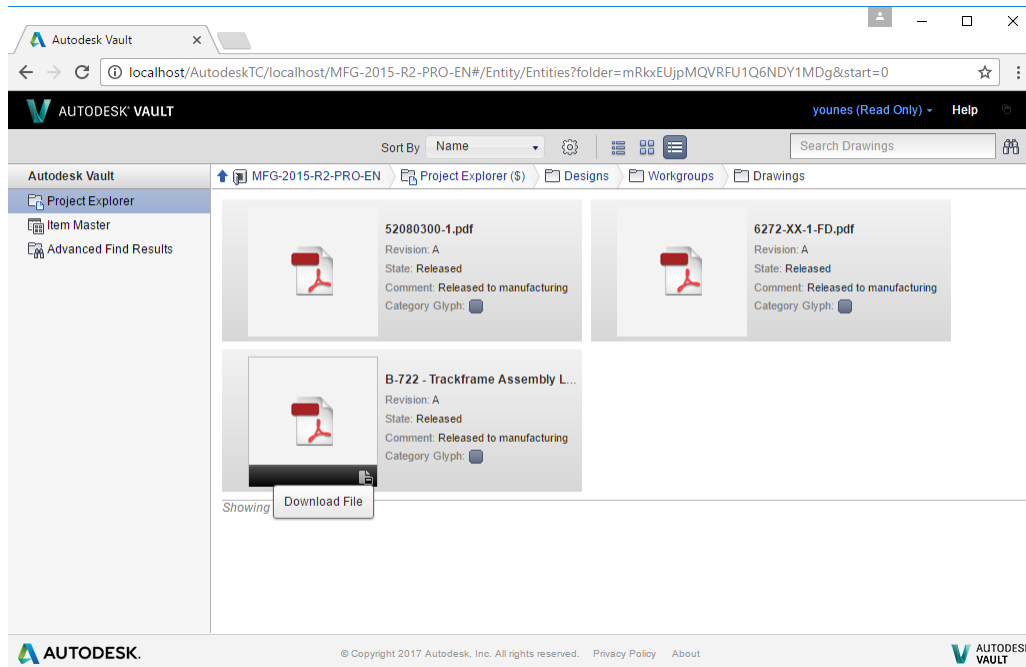 Autodesk Vault
localhost/AutodeskTC/localhost/MFG-2015-R2-PRO-EN#/Entity/Entities?folder=mRkxEUjpMQVRFU1Q6NDY1MDg&start=0
AUTODESK® VAULT
younes (Read Only)
Help
Sort By Name
Search Drawings
Autodesk Vault
Project Explorer
Item Master
Advanced Find Results
MFG-2015-R2-PRO-EN Project Explorer ($) Designs Workgroups Drawings
52080300-1.pdf
Revision: A
State: Released
Comment: Released to manufacturing
Category Glyph:
6272-XX-1-FD.pdf
Revision: A
State: Released
Comment: Released to manufacturing
Category Glyph:
B-722 - Trackframe Assembly L...
Revision: A
State: Released
Comment: Released to manufacturing
Category Glyph:
Download File
Showing
AUTODESK.
© Copyright 2017 Autodesk, Inc. All rights reserved. Privacy Policy About
AUTODESK
VAULT